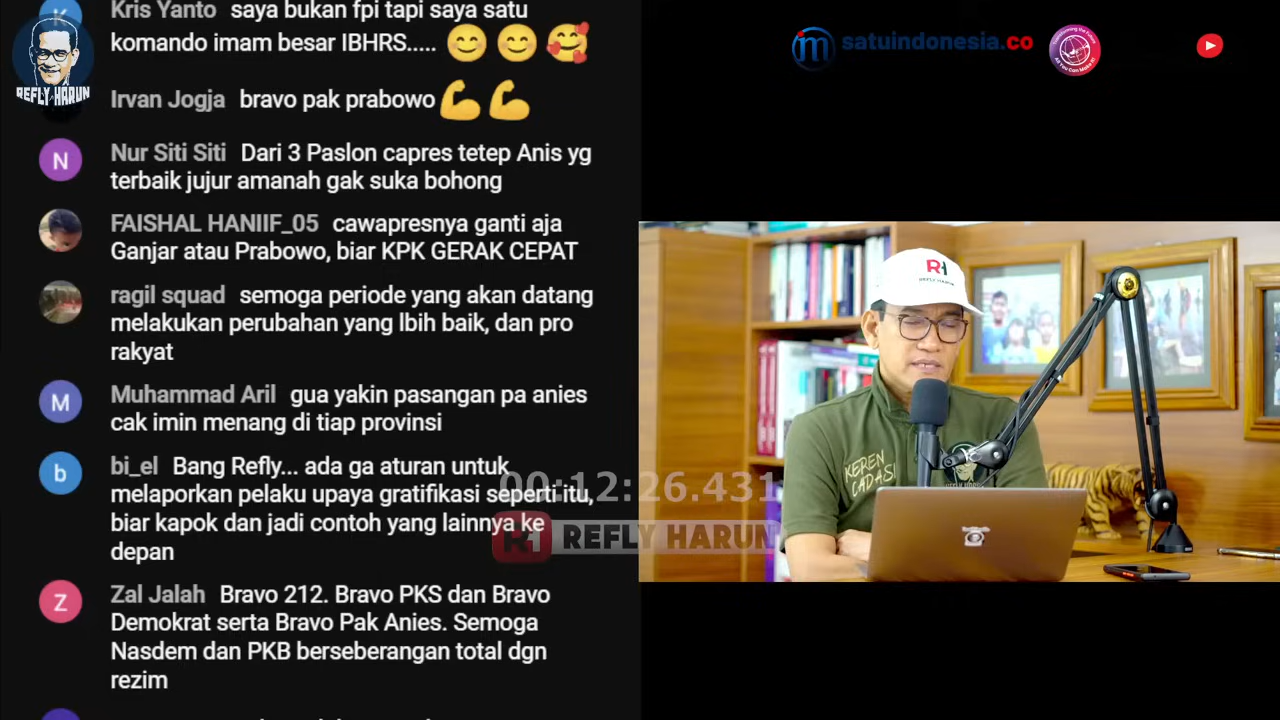 Kris Yanto saya bukan fpi tapi saya satu
komando imam besar IBHRS..... 😊 😊 🥰
REFLY HARUN
Irvan Jogja bravo pak prabowo💪💪
N
Nur Siti Siti Dari 3 Paslon capres tetep Anis yg
terbaik jujur amanah gak suka bohong
FAISHAL HANIIF_05 cawapresnya ganti aja
Ganjar atau Prabowo, biar KPK GERAK CEPAT
ragil squad semoga periode yang akan datang
melakukan perubahan yang lbih baik, dan pro
rakyat
M
Muhammad Aril gua yakin pasangan pa anies
cak imin menang di tiap provinsi
b
bi_el Bang Refly... ada ga aturan untuk
melaporkan pelaku upaya gratifikasi seperti itu,
biar kapok dan jadi contoh yang lainnya ke
depan
Z
Zal Jalah Bravo 212. Bravo PKS dan Bravo
Demokrat serta Bravo Pak Anies. Semoga
Nasdem dan PKB berseberangan total dgn
rezim
satuindonesia.co
RH
REFLY HARUN
KEREN
CADAS!
00:12:26.431
RH REFLY HARUN